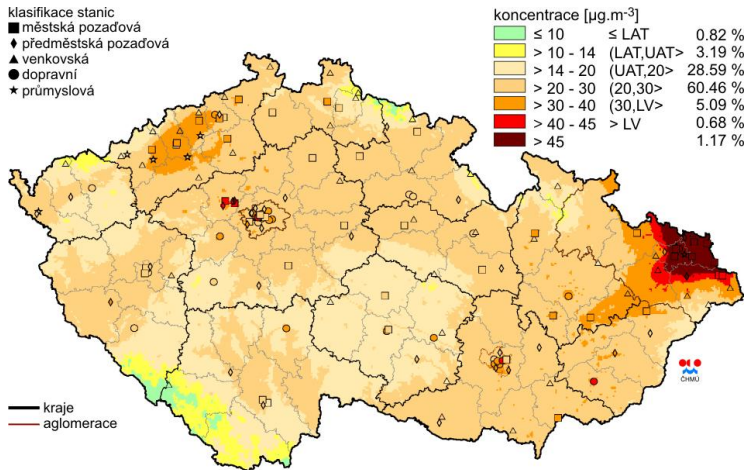 klasifikace stanic
městská pozaďová
předměstská pozaďová
venkovská
dopravní
průmyslová
koncentrace [µg.m-3]
≤ 10 ≤ LAT 0.82 %
> 10 - 14 (LAT,UAT> 3.19 %
> 14 - 20 (UAT,20> 28.59 %
> 20 - 30 (20,30> 60.46 %
> 30 - 40 (30,LV> 5.09 %
> 40 - 45 > LV 0.68 %
> 45 1.17 %
ČHMÚ
kraje
aglomerace